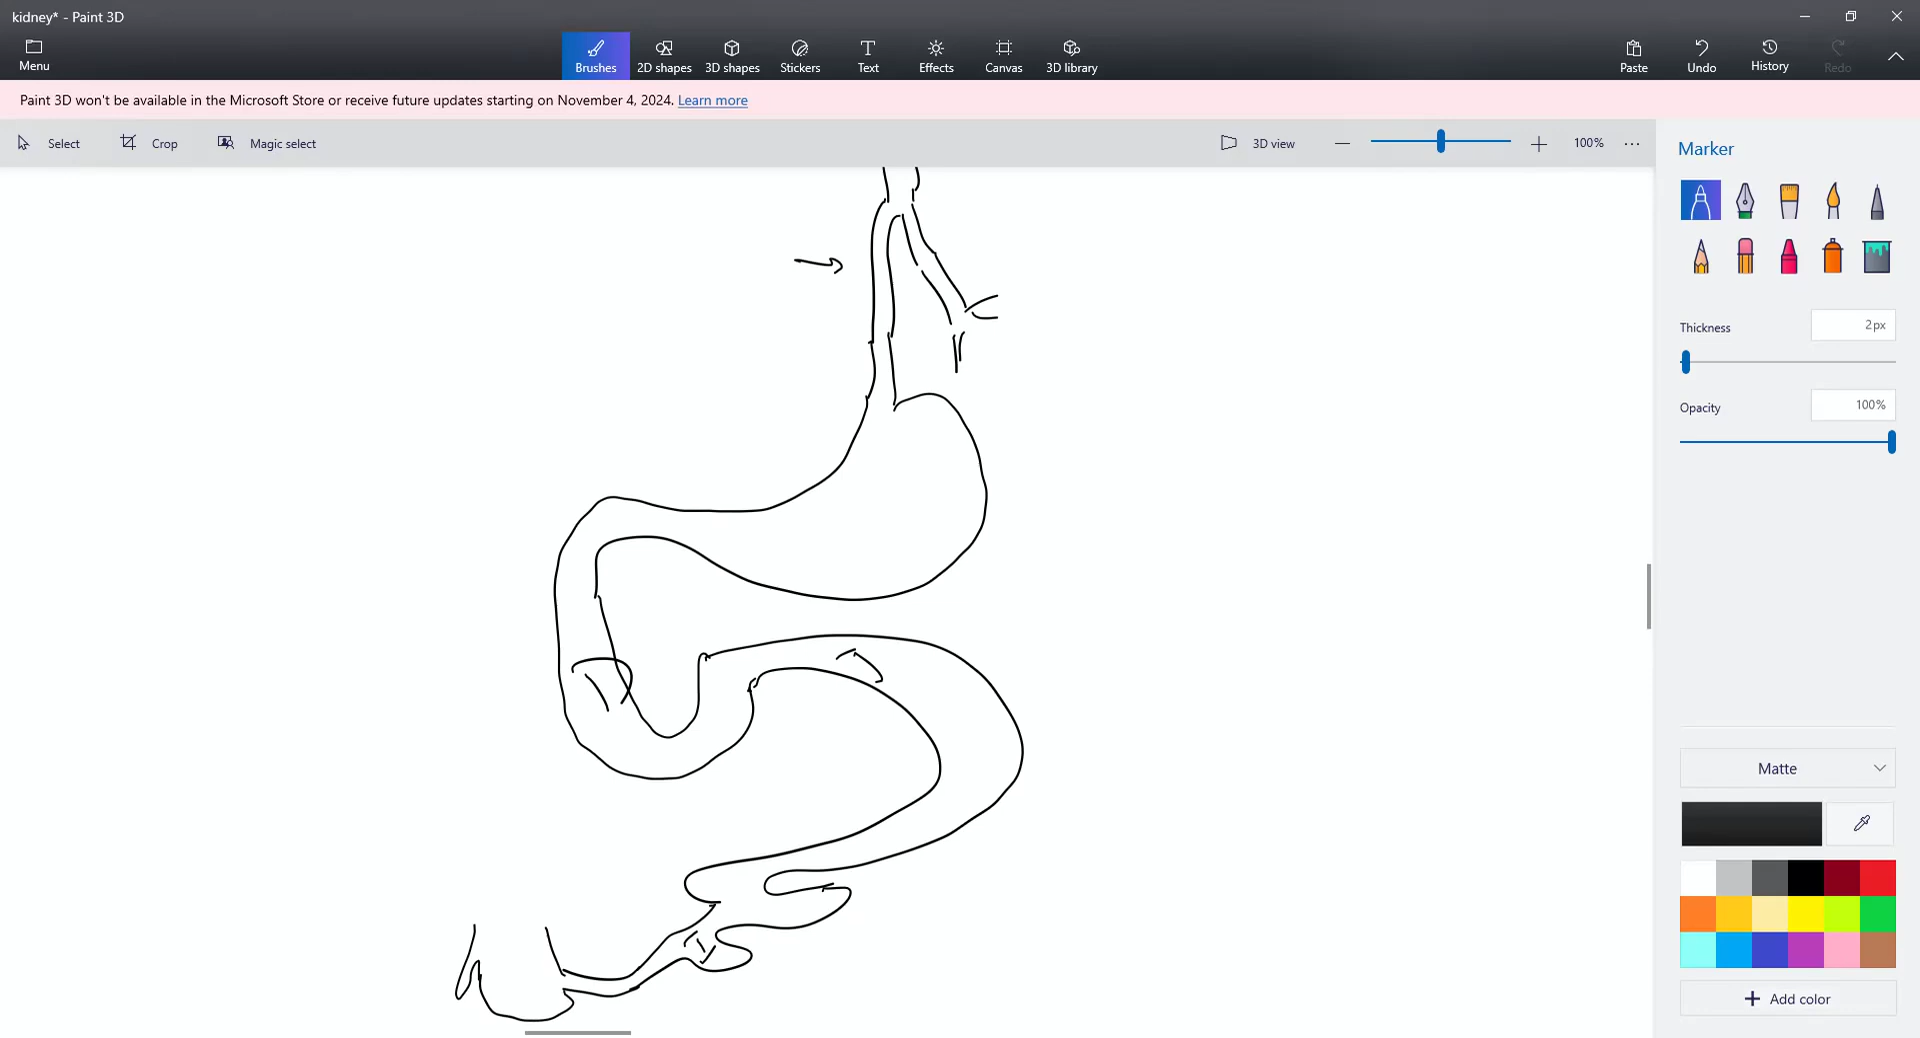 kidney* - Paint 3D
Menu
Brushes
2D shapes
3D shapes
Stickers
Text
Effects
Canvas
3D library
Paste
Undo
History
Redo
Paint 3D won't be available in the Microsoft Store or receive future updates starting on November 4, 2024. Learn more
Select
Crop
Magic select
3D view
100%
Marker
Thickness
2px
Opacity
100%
Matte
Add color